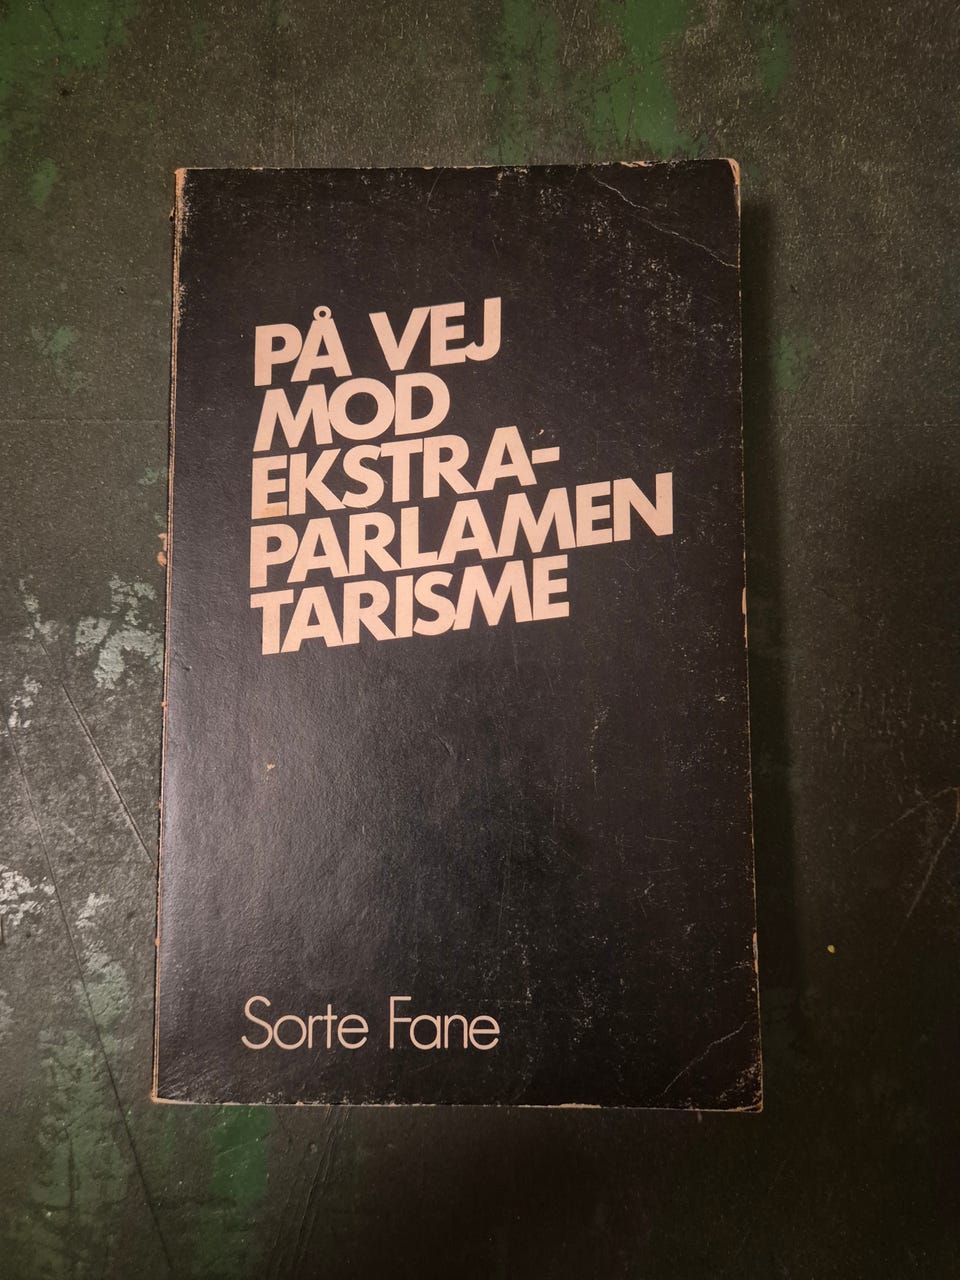 PÅ VEJ
MOD
EKSTRA-
PARLAMEN
TARISME
Sorte Fane